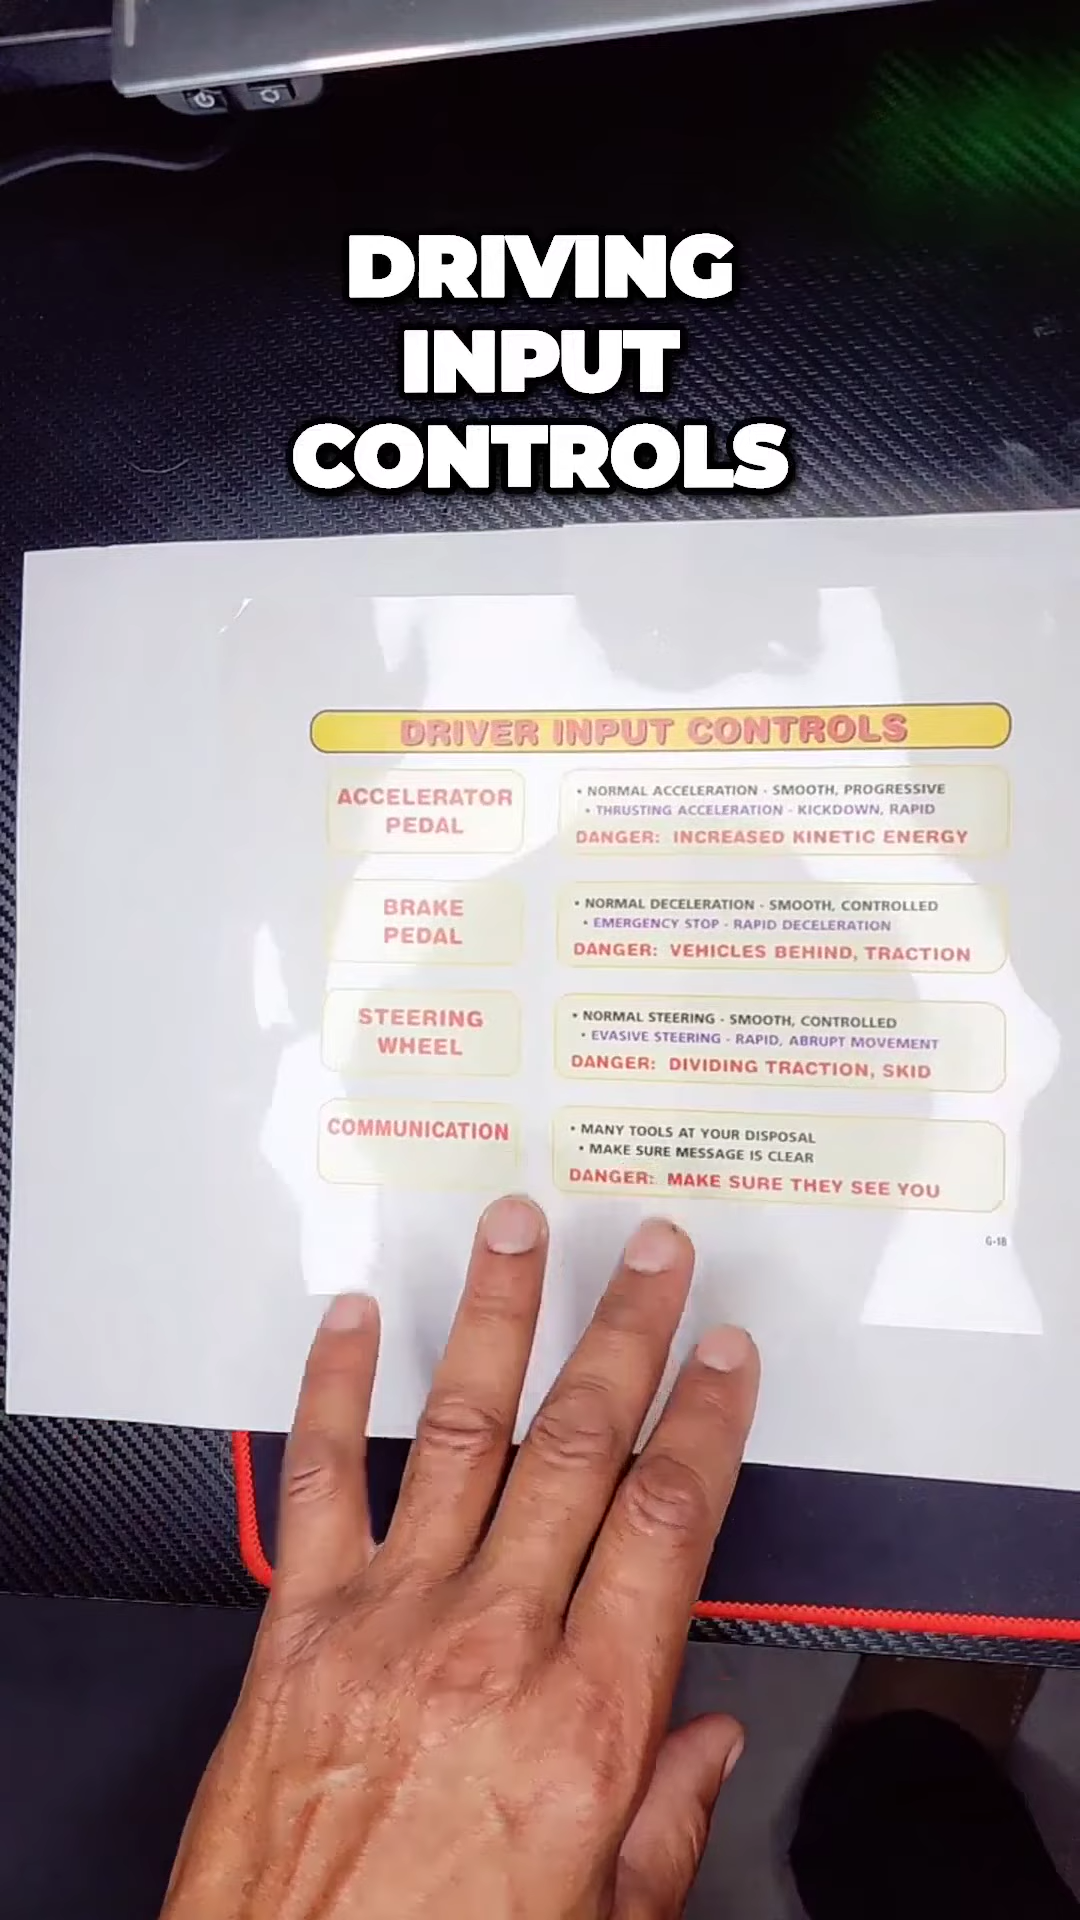 DRIVING
INPUT
CONTROLS
DRIVER INPUT CONTROLS
ACCELERATOR
PEDAL
• NORMAL ACCELERATION - SMOOTH, PROGRESSIVE
• THRUSTING ACCELERATION - KICKDOWN, RAPID
DANGER: INCREASED KINETIC ENERGY
BRAKE
PEDAL
• NORMAL DECELERATION - SMOOTH, CONTROLLED
• EMERGENCY STOP - RAPID DECELERATION
DANGER: VEHICLES BEHIND, TRACTION
STEERING
WHEEL
• NORMAL STEERING - SMOOTH, CONTROLLED
• EVASIVE STEERING - RAPID, ABRUPT MOVEMENT
DANGER: DIVIDING TRACTION, SKID
COMMUNICATION
• MANY TOOLS AT YOUR DISPOSAL
• MAKE SURE MESSAGE IS CLEAR
DANGER: MAKE SURE THEY SEE YOU
G-18